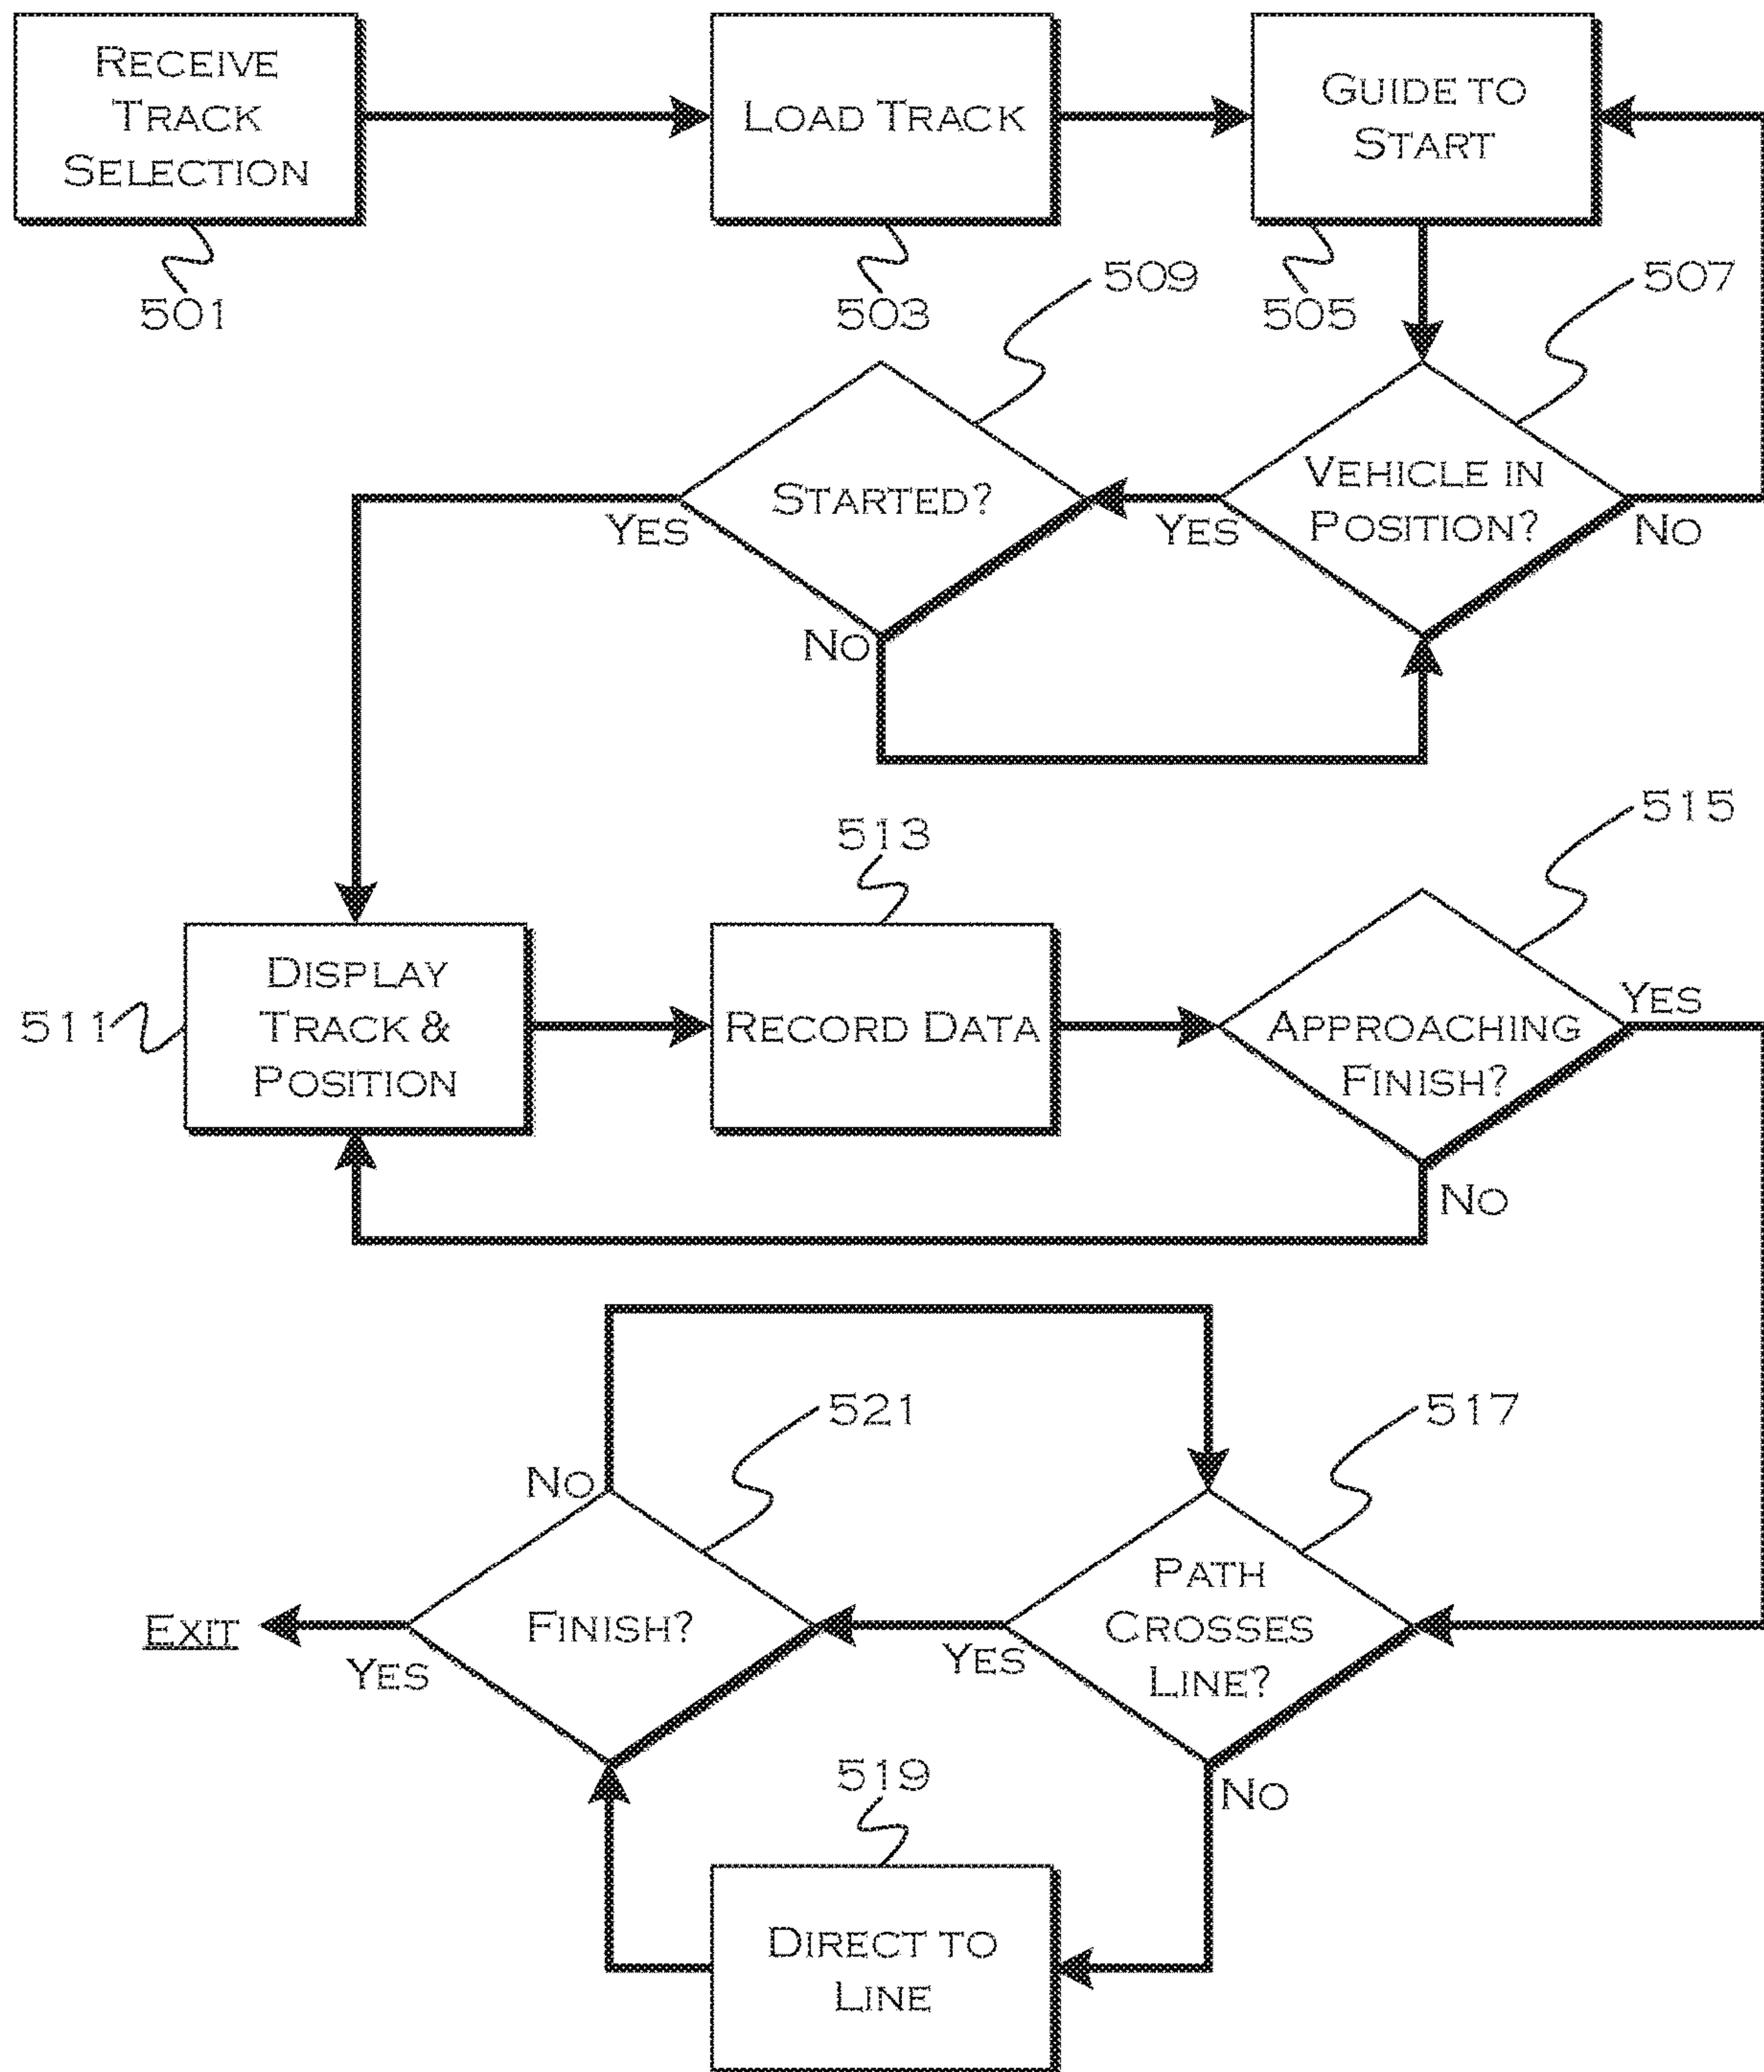 RECEIVE
TRACK
SELECTION
501
LOAD TRACK
503
GUIDE TO
START
505
507
509
STARTED?
YES
NO
VEHICLE IN
POSITION?
YES
NO
511
DISPLAY
TRACK &
POSITION
513
RECORD DATA
515
APPROACHING
FINISH?
YES
NO
517
PATH
CROSSES
LINE?
YES
NO
521
NO
FINISH?
YES
EXIT
519
DIRECT TO
LINE